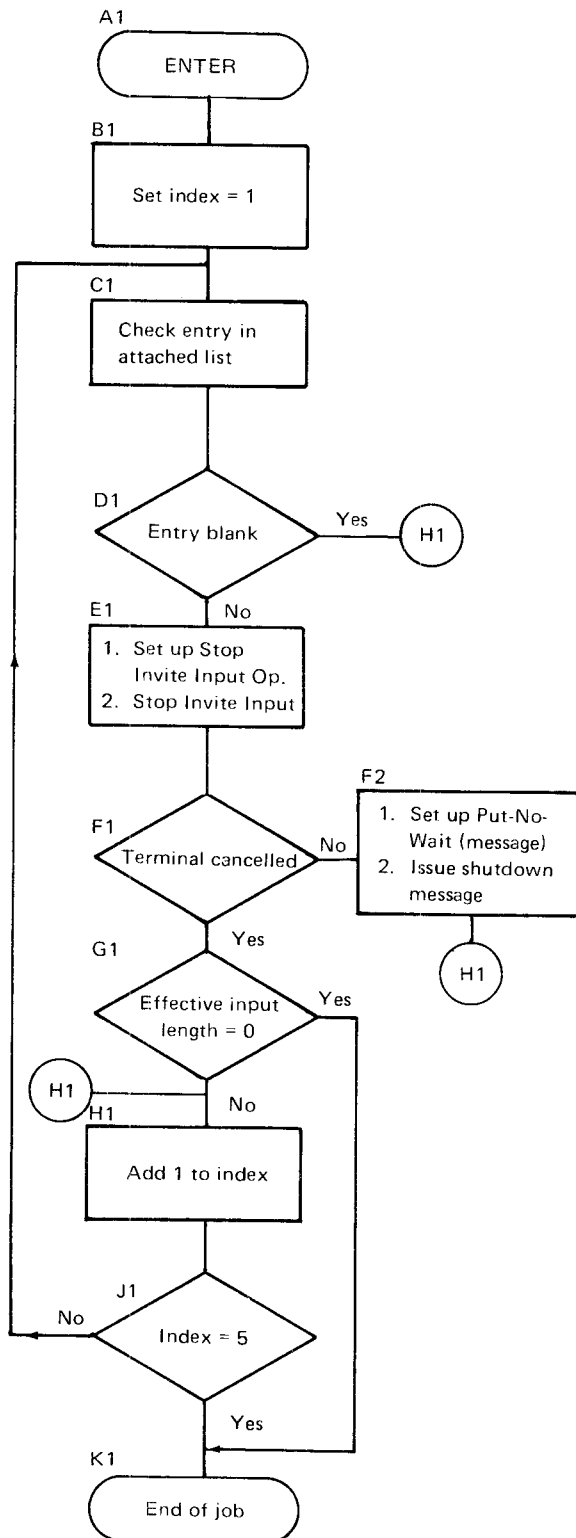 A1
ENTER
B1
Set index = 1
C1
Check entry in
attached list
D1
Entry blank
Yes
H1
No
E1
1. Set up Stop
Invite Input Op.
2. Stop Invite Input
F1
Terminal cancelled
No
F2
1. Set up Put-No-
Wait (message)
2. Issue shutdown
message
H1
Yes
G1
Effective input
length = 0
Yes
H1
No
H1
Add 1 to index
J1
No
Index = 5
Yes
K1
End of job